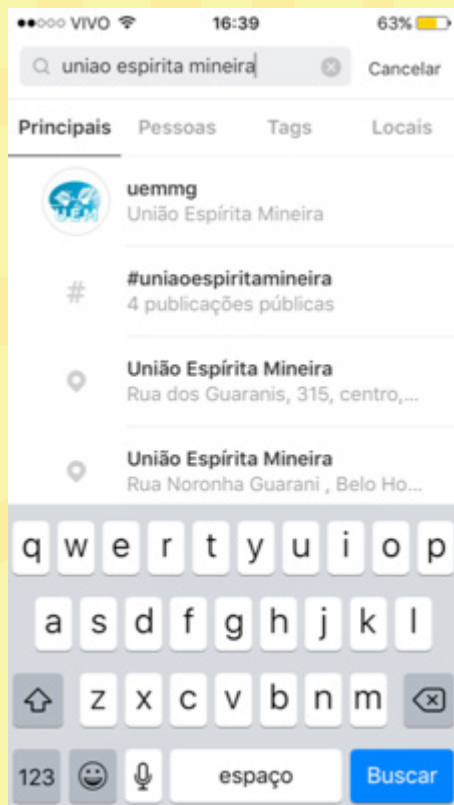 VIVO 16:39 63%
uniao espirita mineira Cancelar
Principais Pessoas Tags Locais
UEM
uemmg
União Espírita Mineira
#
#uniaoespiritamineira
4 publicações públicas
União Espírita Mineira
Rua dos Guaranis, 315, centro,...
União Espírita Mineira
Rua Noronha Guarani , Belo Ho...
q w e r t y u i o p
a s d f g h j k l
z x c v b n m
123 espaço Buscar